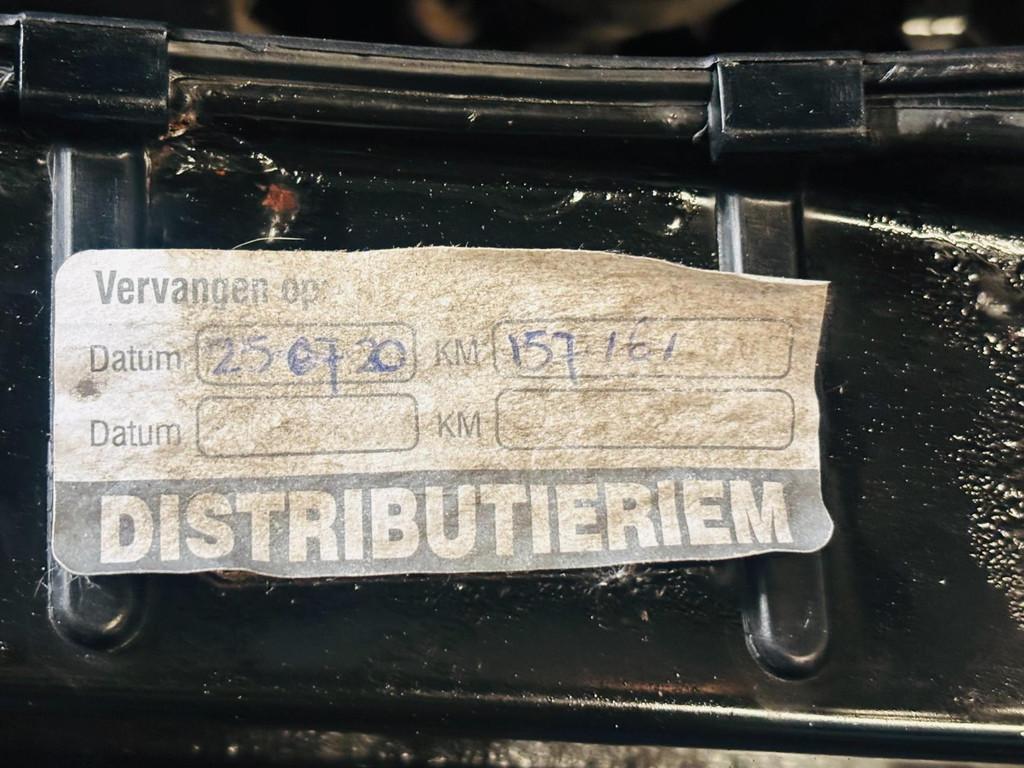 Vervangen op:
Datum 25 07 20 KM 157 161
Datum KM
DISTRIBUTIERIEM